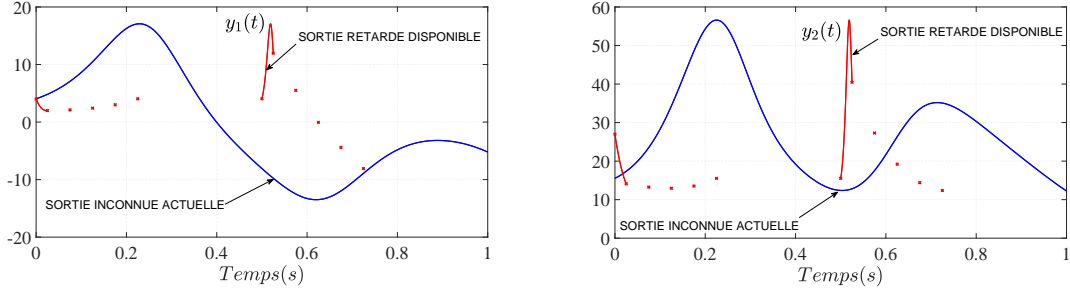 20
10
0
-10
-20
y₁(t)
SORTIE RETARDE DISPONIBLE
SORTIE INCONNUE ACTUELLE
0 0.2 0.4 0.6 0.8 1
Temps(s)
60
50
40
30
20
10
0
y₂(t)
SORTIE RETARDE DISPONIBLE
SORTIE INCONNUE ACTUELLE
0 0.2 0.4 0.6 0.8 1
Temps(s)